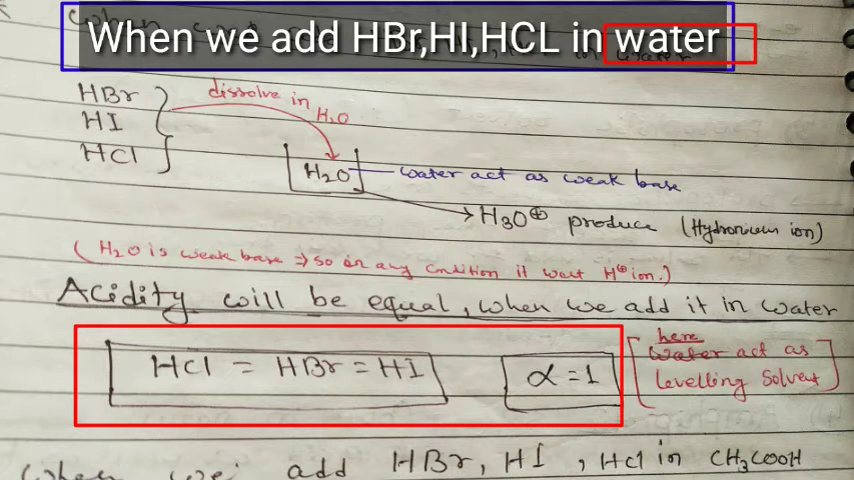 When we add HBr,HI,HCL in water
HBr
HI
HCl
dissolve in H2O
H2O
water act as weak base
H3O⊕ produce (Hydronium ion)
(H2O is weak base ⇒ so in any condition it want H⊕ ion.)
Acidity will be equal, when we add it in water
HCl = HBr = HI
α = 1
here
water act as
levelling solvent
When we add HBr, HI, HCl in CH3COOH